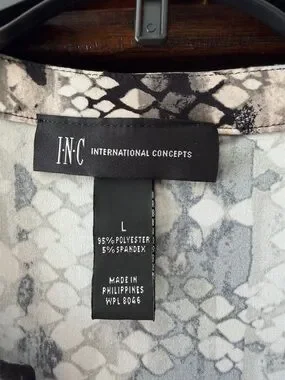 I·N·C INTERNATIONAL CONCEPTS
L
95% POLYESTER
5% SPANDEX
MADE IN
PHILIPPINES
WPL 8046